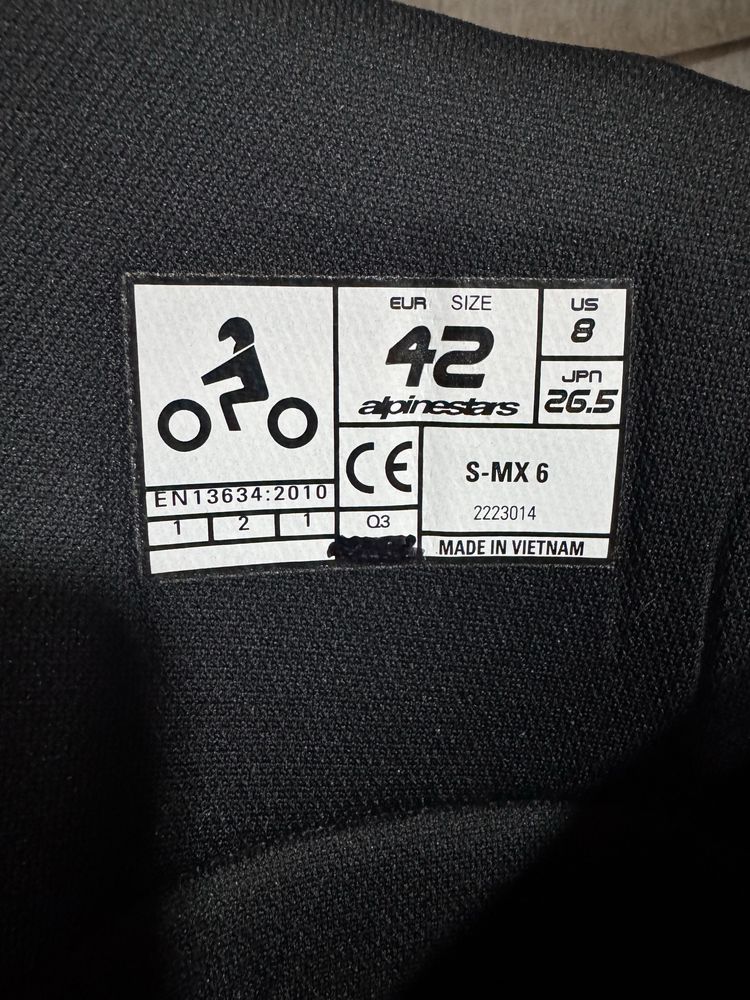 EUR SIZE
42
alpinestars
US
8
JPN
26.5
EN13634:2010
1 2 1
CE
Q3
S-MX 6
2223014
MADE IN VIETNAM